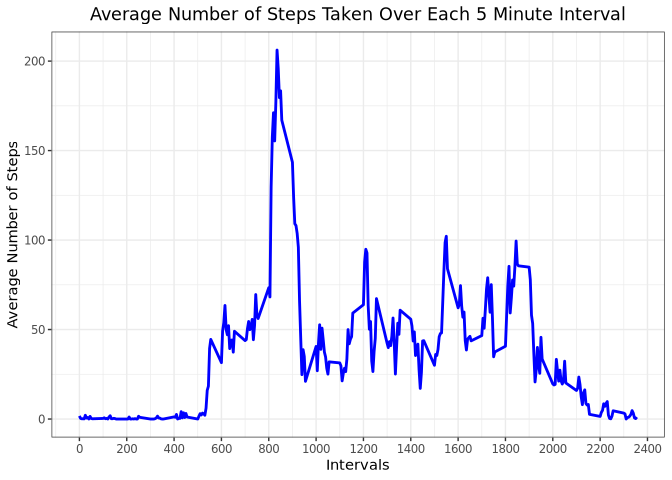 Average Number of Steps Taken Over Each 5 Minute Interval
Average Number of Steps
200
150
100
50
0
0 200 400 600 800 1000 1200 1400 1600 1800 2000 2200 2400
Intervals